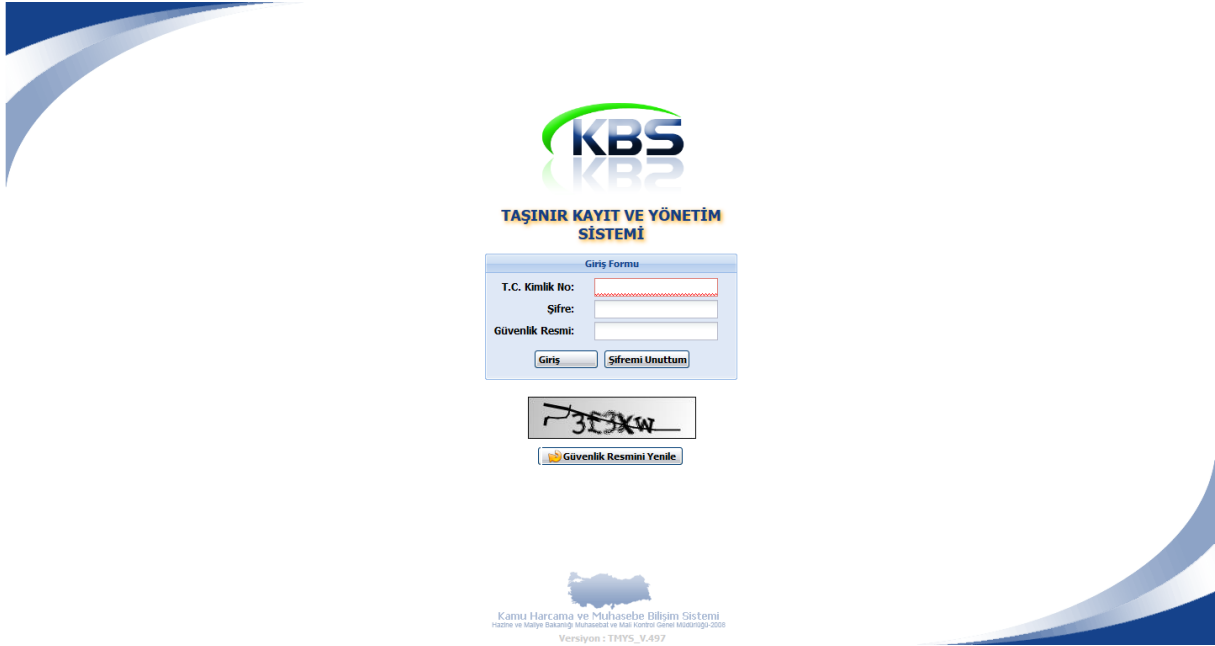 KBS
TAŞINIR KAYIT VE YÖNETİM
SİSTEMİ
Giriş Formu
T.C. Kimlik No:
Şifre:
Güvenlik Resmi:
Giriş Şifremi Unuttum
Güvenlik Resmini Yenile
Kamu Harcama ve Muhasebe Bilişim Sistemi
Hazine ve Maliye Bakanlığı Muhasebat ve Mali Kontrol Genel Müdürlüğü-2008
Versiyon : TMYS_V.497